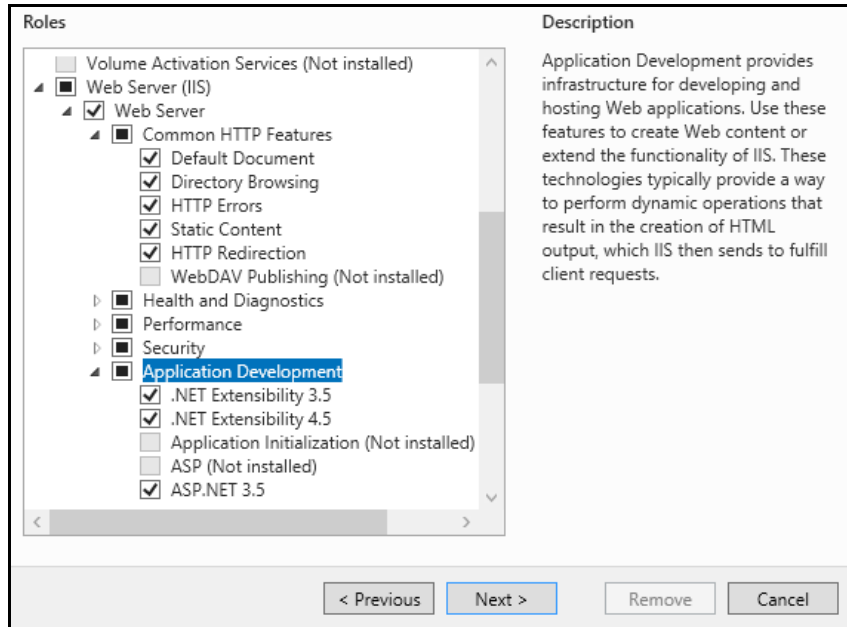 Roles
Volume Activation Services (Not installed)
Web Server (IIS)
Web Server
Common HTTP Features
Default Document
Directory Browsing
HTTP Errors
Static Content
HTTP Redirection
WebDAV Publishing (Not installed)
Health and Diagnostics
Performance
Security
Application Development
.NET Extensibility 3.5
.NET Extensibility 4.5
Application Initialization (Not installed)
ASP (Not installed)
ASP.NET 3.5
Description
Application Development provides
infrastructure for developing and
hosting Web applications. Use these
features to create Web content or
extend the functionality of IIS. These
technologies typically provide a way
to perform dynamic operations that
result in the creation of HTML
output, which IIS then sends to fulfill
client requests.
< Previous
Next >
Remove
Cancel